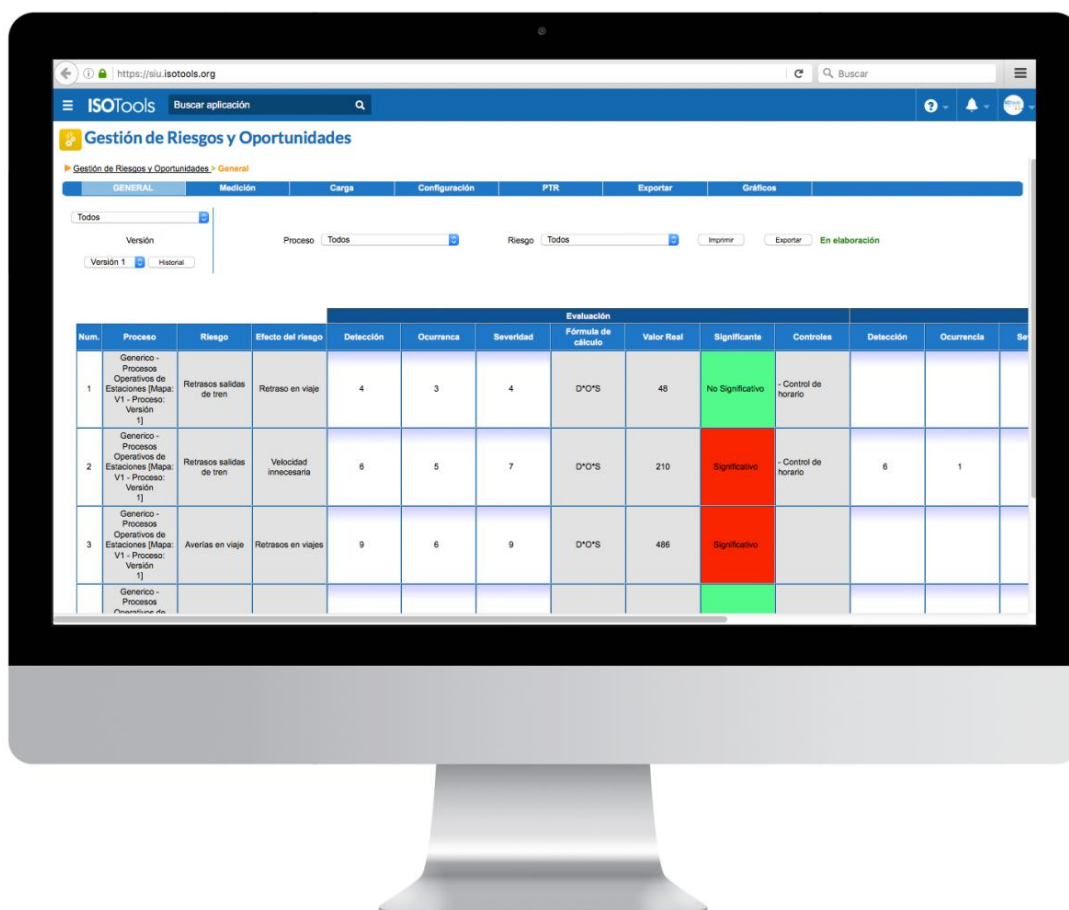 https://siu.isotools.org
Buscar
ISOTools
Buscar aplicación
Gestión de Riesgos y Oportunidades
Gestión de Riesgos y Oportunidades > General
GENERAL Medición Carga Configuración PTR Exportar Gráficos
Todos
Versión
Versión 1 Historial
Proceso Todos Riesgo Todos Imprimir Exportar En elaboración
Evaluación
Num. Proceso Riesgo Efecto del riesgo Detección Ocurrenca Severidad Fórmula de cálculo Valor Real Significante Controles Detección Ocurrencia Se
1 Generico - Procesos Operativos de Estaciones [Mapa: V1 - Proceso: Versión 1] Retrasos salidas de tren Retraso en viaje 4 3 4 D*O*S 48 No Significativo - Control de horario
2 Generico - Procesos Operativos de Estaciones [Mapa: V1 - Proceso: Versión 1] Retrasos salidas de tren Velocidad innecesaria 6 5 7 D*O*S 210 Significativo - Control de horario 6 1
3 Generico - Procesos Operativos de Estaciones [Mapa: V1 - Proceso: Versión 1] Averías en viaje Retrasos en viajes 9 6 9 D*O*S 486 Significativo
Generico - Procesos Operativos de